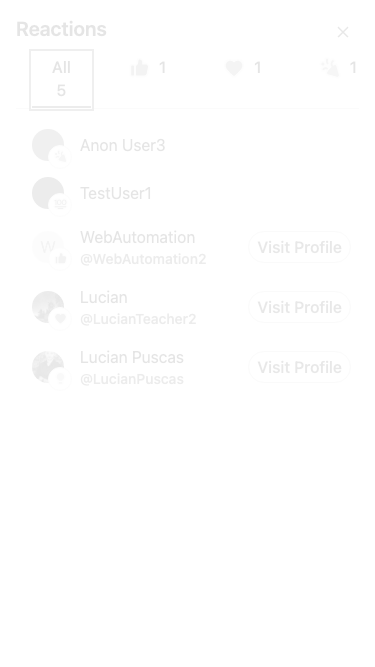 Reactions
All
5
1
1
1
Anon User3
TestUser1
W
WebAutomation
@WebAutomation2
Visit Profile
Lucian
@LucianTeacher2
Visit Profile
Lucian Puscas
@LucianPuscas
Visit Profile